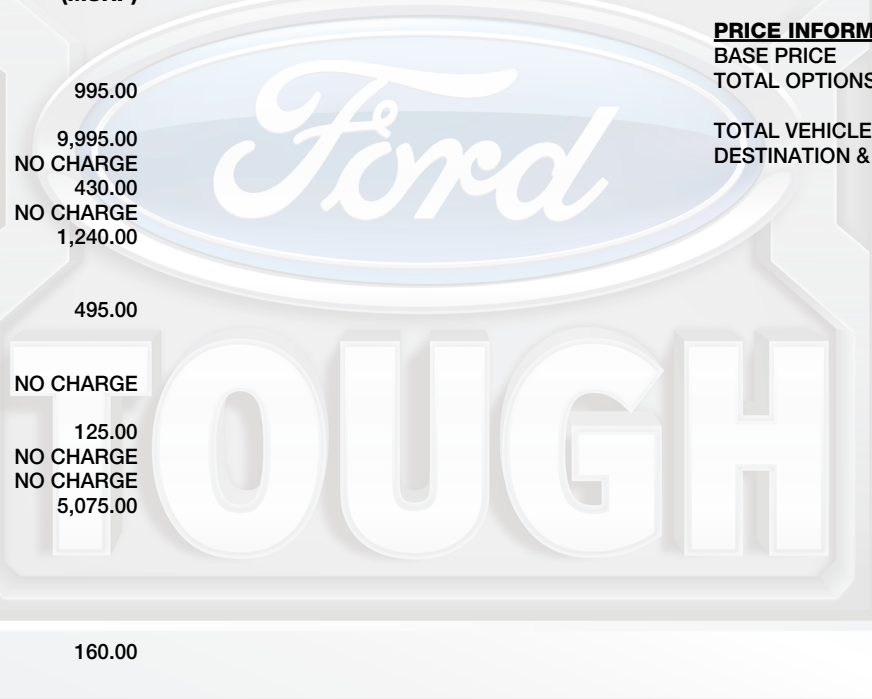 995.00
9,995.00
NO CHARGE
430.00
NO CHARGE
1,240.00
495.00
NO CHARGE
125.00
NO CHARGE
NO CHARGE
5,075.00
160.00
PRICE INFORM
BASE PRICE
TOTAL OPTIONS
TOTAL VEHICLE
DESTINATION &
Ford
TOUGH